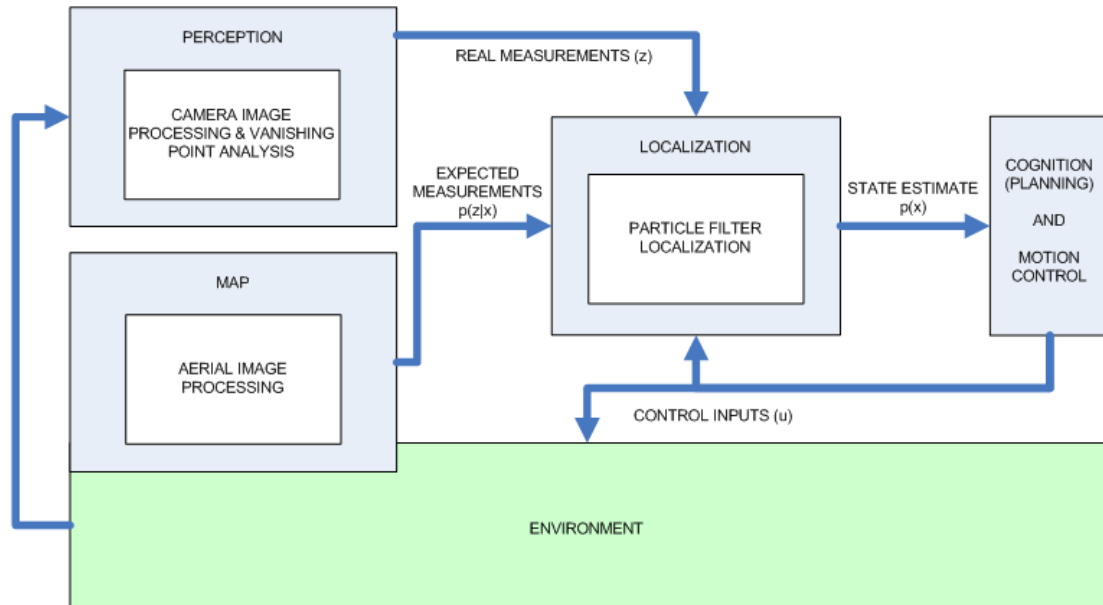 PERCEPTION
CAMERA IMAGE
PROCESSING & VANISHING
POINT ANALYSIS
REAL MEASUREMENTS (z)
LOCALIZATION
PARTICLE FILTER
LOCALIZATION
EXPECTED
MEASUREMENTS
p(z|x)
STATE ESTIMATE
p(x)
COGNITION
(PLANNING)
AND
MOTION
CONTROL
MAP
AERIAL IMAGE
PROCESSING
CONTROL INPUTS (u)
ENVIRONMENT